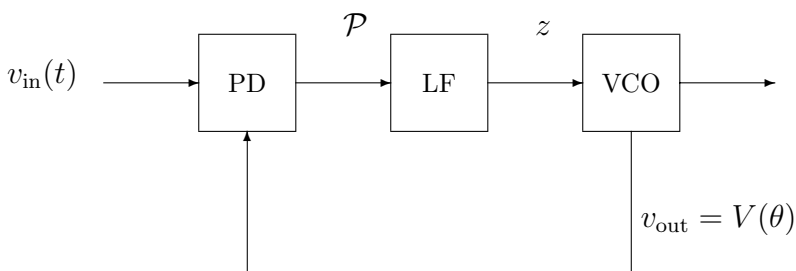 𝒫 z
v_in(t) PD LF VCO
v_out = V(θ)